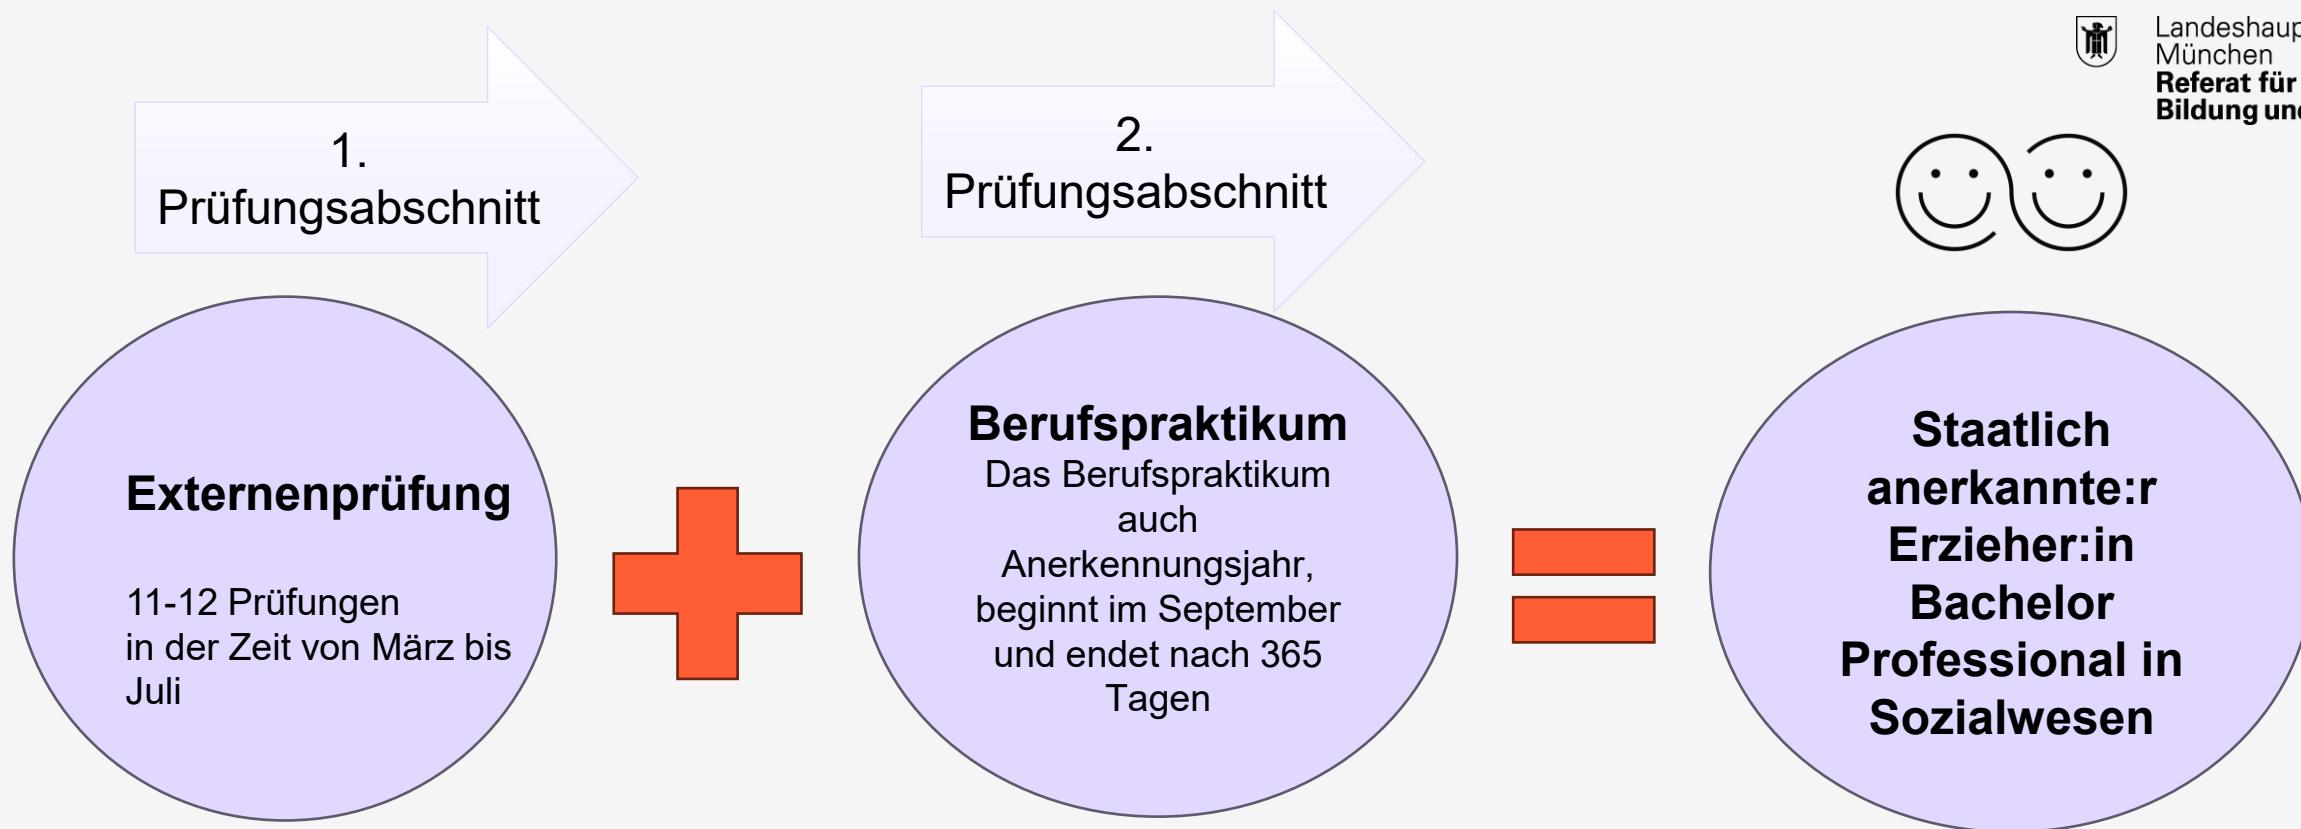 1.
Prüfungsabschnitt
2.
Prüfungsabschnitt
München
Referat für
Externenprüfung
11-12 Prüfungen
in der Zeit von März bis
Juli
Berufspraktikum
Das Berufspraktikum
auch
Anerkennungsjahr,
beginnt im September
und endet nach 365
Tagen
Staatlich
anerkannte:r
Erzieher:in
Bachelor
Professional in
Sozialwesen
Bildung